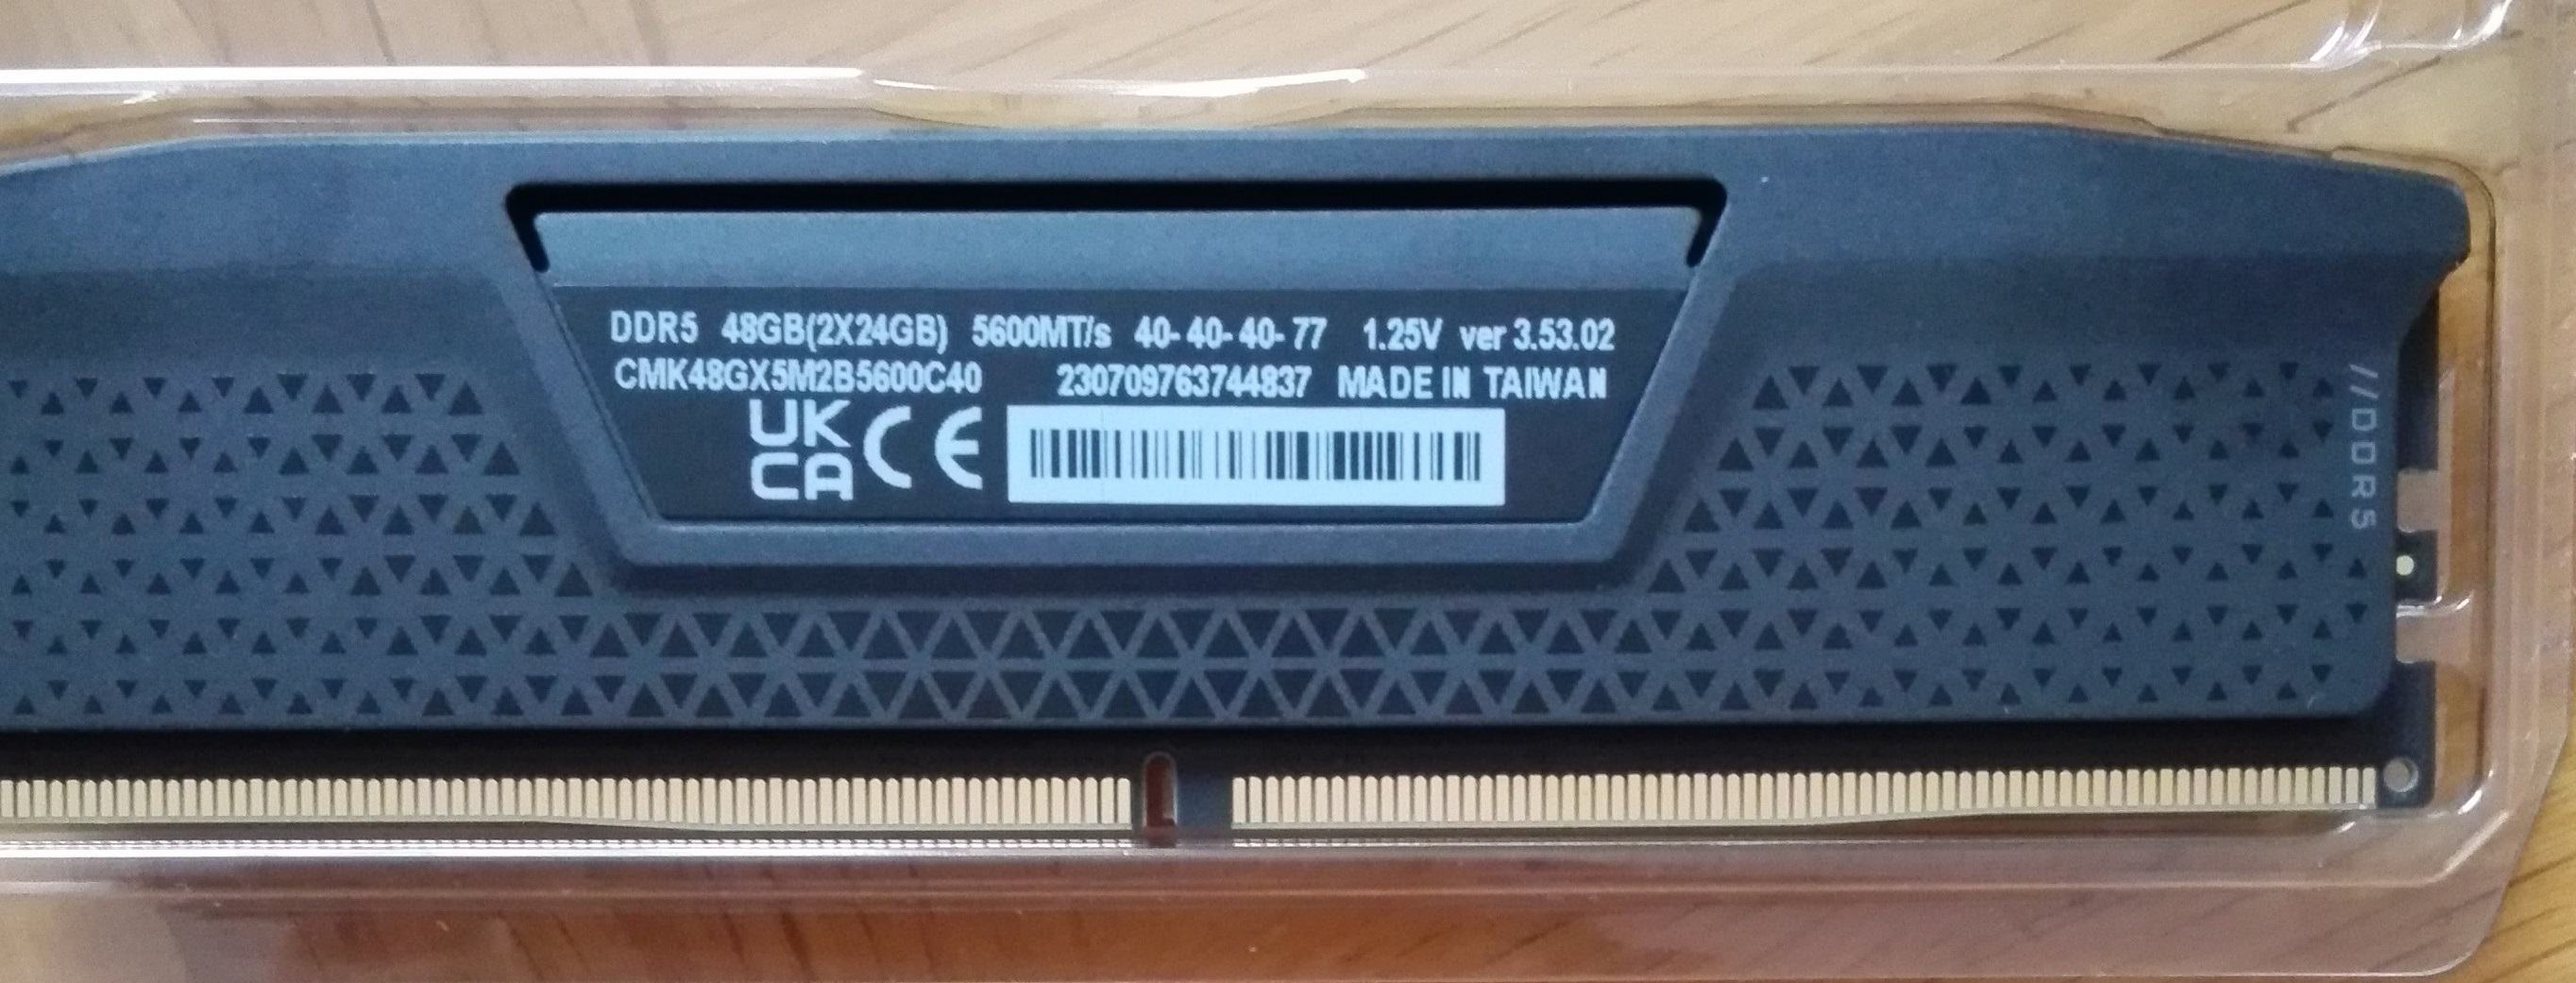 DDR5 48GB(2X24GB) 5600MT/s 40-40-40-77 1.25V ver 3.53.02
CMK48GX5M2B5600C40 230709763744837 MADE IN TAIWAN
UK
CA CE
//DDR5